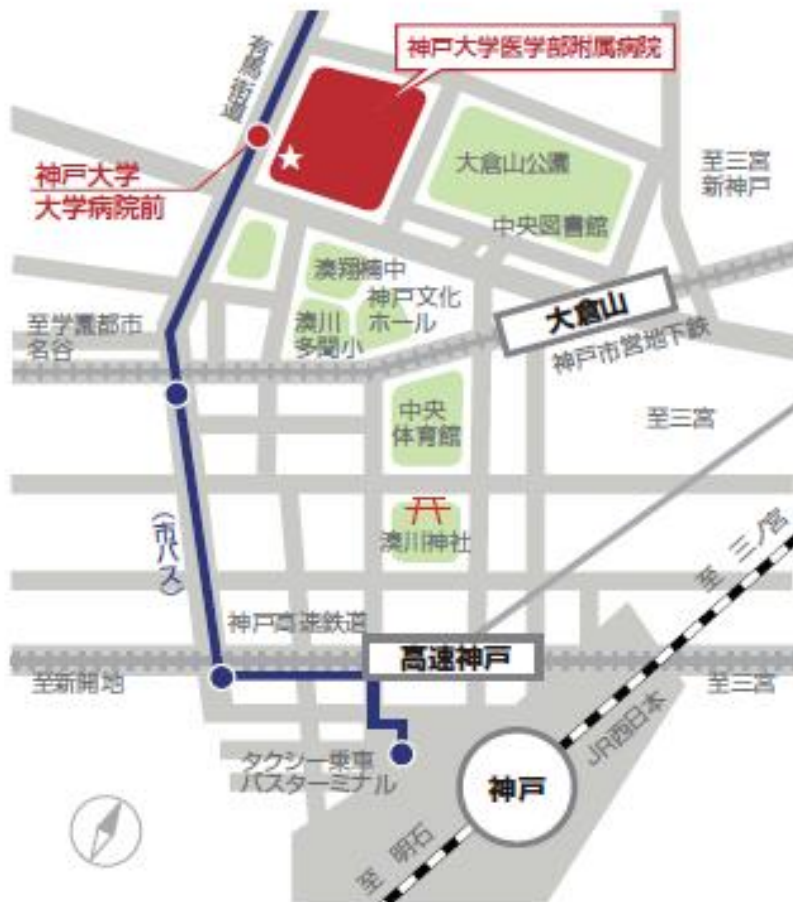 有馬街道
神戸大学医学部附属病院
神戸大学
大学病院前
大倉山公園
中央図書館
至三宮
新神戸
湊翔楠中
神戸文化
ホール
湊川
多聞小
大倉山
神戸市営地下鉄
至学園都市
名谷
中央
体育館
至三宮
湊川神社
(市バス)
至 三ノ宮
神戸高速鉄道
高速神戸
至新開地
至三宮
JR西日本
タクシー乗車
バスターミナル
神戸
至 明石